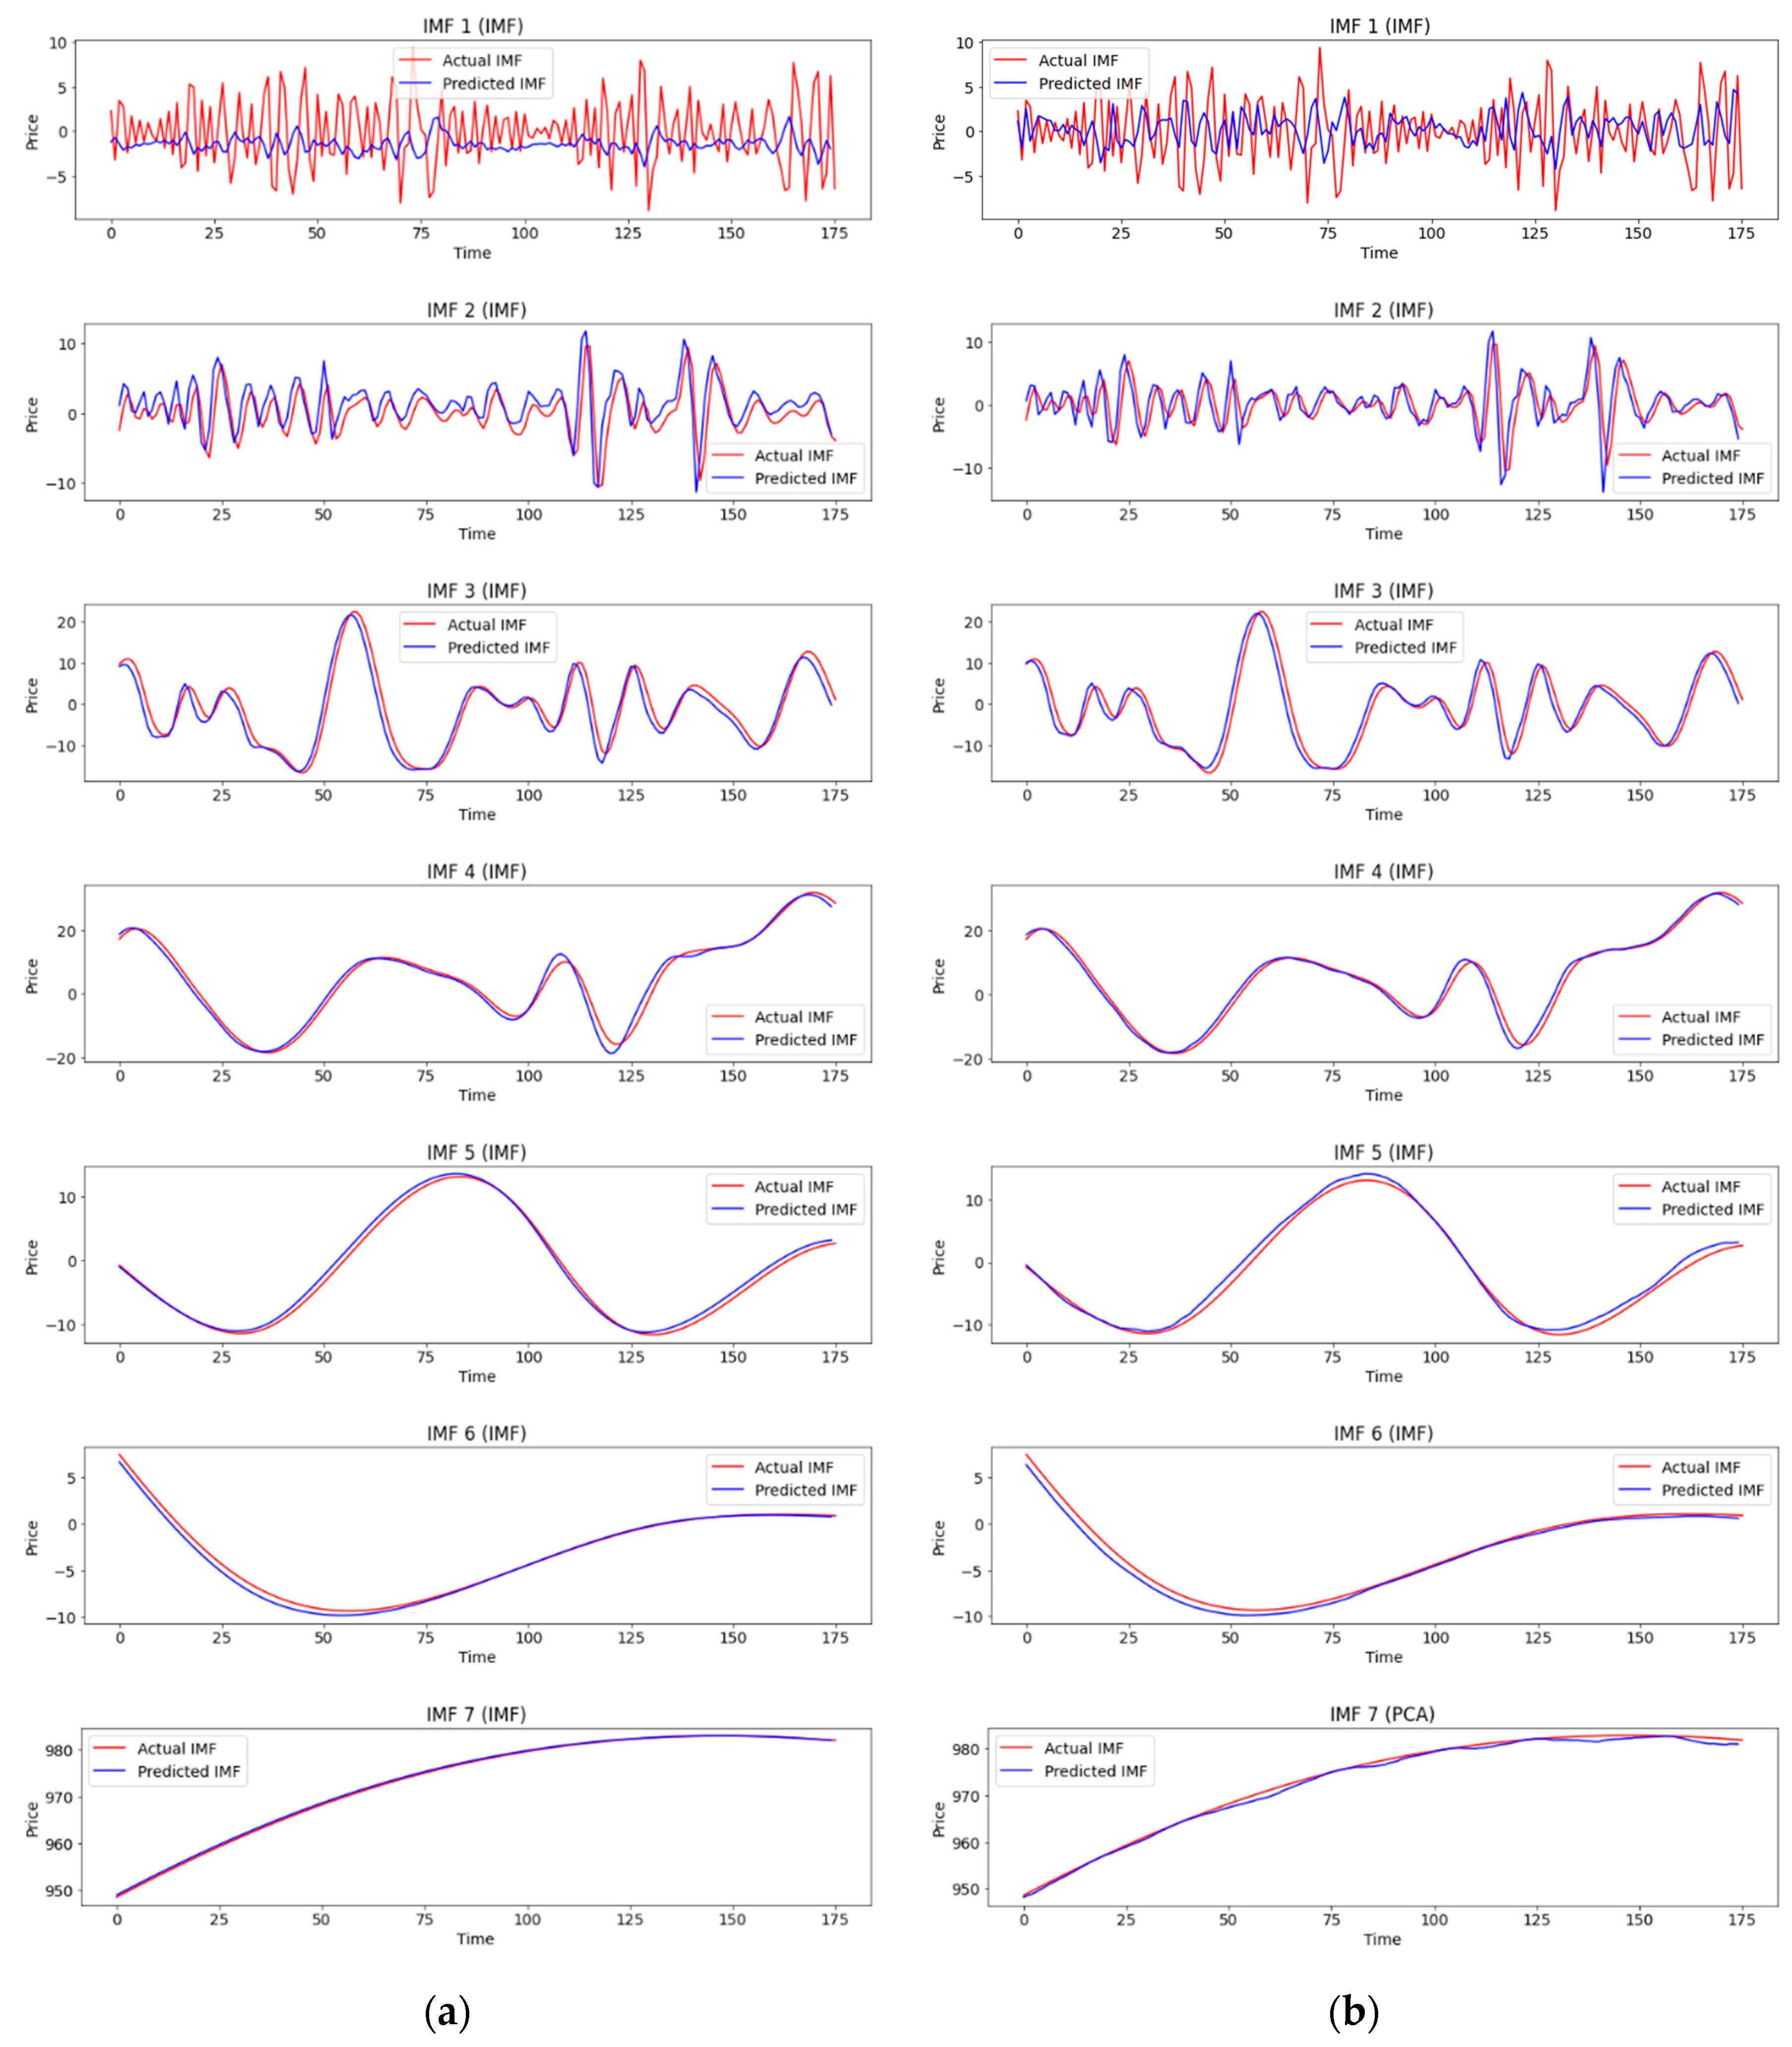 IMF 1 (IMF)
10
5
0
−5
Price
Actual IMF
Predicted IMF
0 25 50 75 100 125 150 175
Time
IMF 1 (IMF)
10
5
0
−5
Price
Actual IMF
Predicted IMF
0 25 50 75 100 125 150 175
Time
IMF 2 (IMF)
10
0
−10
Price
Actual IMF
Predicted IMF
0 25 50 75 100 125 150 175
Time
IMF 2 (IMF)
10
0
−10
Price
Actual IMF
Predicted IMF
0 25 50 75 100 125 150 175
Time
IMF 3 (IMF)
20
10
0
−10
Price
Actual IMF
Predicted IMF
0 25 50 75 100 125 150 175
Time
IMF 3 (IMF)
20
10
0
−10
Price
Actual IMF
Predicted IMF
0 25 50 75 100 125 150 175
Time
IMF 4 (IMF)
20
0
−20
Price
Actual IMF
Predicted IMF
0 25 50 75 100 125 150 175
Time
IMF 4 (IMF)
20
0
−20
Price
Actual IMF
Predicted IMF
0 25 50 75 100 125 150 175
Time
IMF 5 (IMF)
10
0
−10
Price
Actual IMF
Predicted IMF
0 25 50 75 100 125 150 175
Time
IMF 5 (IMF)
10
0
−10
Price
Actual IMF
Predicted IMF
0 25 50 75 100 125 150 175
Time
IMF 6 (IMF)
5
0
−5
−10
Price
Actual IMF
Predicted IMF
0 25 50 75 100 125 150 175
Time
IMF 6 (IMF)
5
0
−5
−10
Price
Actual IMF
Predicted IMF
0 25 50 75 100 125 150 175
Time
IMF 7 (IMF)
980
970
960
950
Price
Actual IMF
Predicted IMF
0 25 50 75 100 125 150 175
Time
IMF 7 (PCA)
980
970
960
950
Price
Actual IMF
Predicted IMF
0 25 50 75 100 125 150 175
Time
(a)
(b)